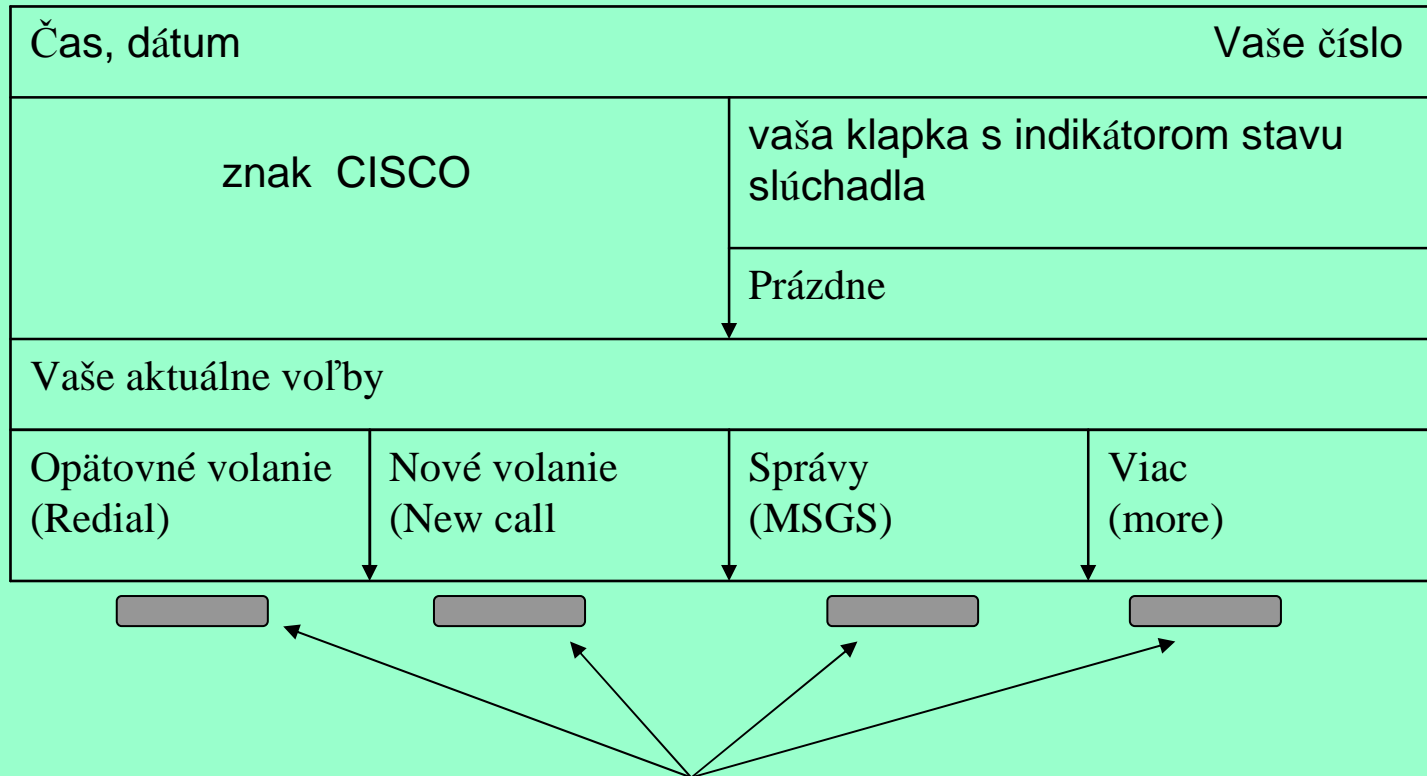 Čas, dátum Vaše číslo
znak CISCO
vaša klapka s indikátorom stavu
slúchadla
Prázdne
Vaše aktuálne voľby
Opätovné volanie
(Redial)
Nové volanie
(New call
Správy
(MSGS)
Viac
(more)